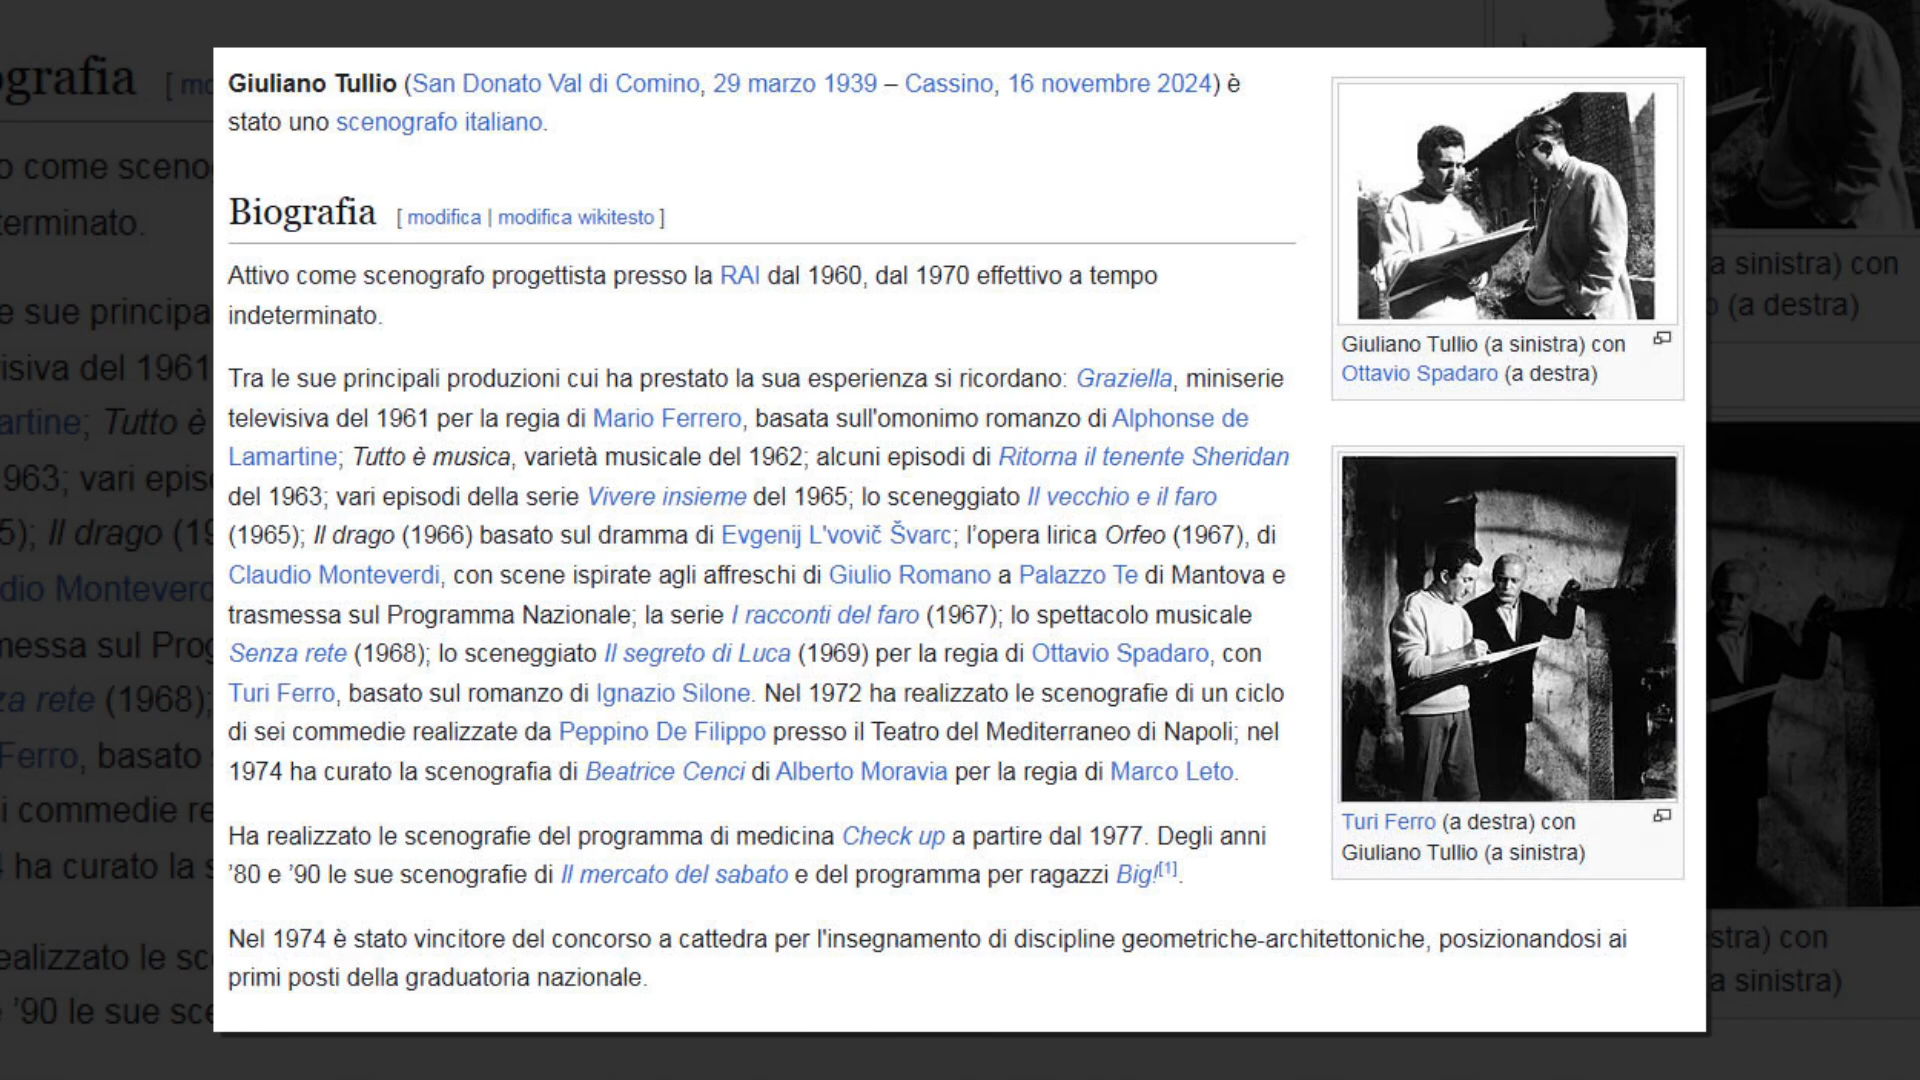 Giuliano Tullio (San Donato Val di Comino, 29 marzo 1939 – Cassino, 16 novembre 2024) è
stato uno scenografo italiano.
Biografia [ modifica | modifica wikitesto ]
Attivo come scenografo progettista presso la RAI dal 1960, dal 1970 effettivo a tempo
indeterminato.
Tra le sue principali produzioni cui ha prestato la sua esperienza si ricordano: Graziella, miniserie
televisiva del 1961 per la regia di Mario Ferrero, basata sull'omonimo romanzo di Alphonse de
Lamartine; Tutto è musica, varietà musicale del 1962; alcuni episodi di Ritorna il tenente Sheridan
del 1963; vari episodi della serie Vivere insieme del 1965; lo sceneggiato Il vecchio e il faro
(1965); Il drago (1966) basato sul dramma di Evgenij L'vovič Švarc; l’opera lirica Orfeo (1967), di
Claudio Monteverdi, con scene ispirate agli affreschi di Giulio Romano a Palazzo Te di Mantova e
trasmessa sul Programma Nazionale; la serie I racconti del faro (1967); lo spettacolo musicale
Senza rete (1968); lo sceneggiato Il segreto di Luca (1969) per la regia di Ottavio Spadaro, con
Turi Ferro, basato sul romanzo di Ignazio Silone. Nel 1972 ha realizzato le scenografie di un ciclo
di sei commedie realizzate da Peppino De Filippo presso il Teatro del Mediterraneo di Napoli; nel
1974 ha curato la scenografia di Beatrice Cenci di Alberto Moravia per la regia di Marco Leto.
Ha realizzato le scenografie del programma di medicina Check up a partire dal 1977. Degli anni
’80 e ’90 le sue scenografie di Il mercato del sabato e del programma per ragazzi Big![1].
Nel 1974 è stato vincitore del concorso a cattedra per l'insegnamento di discipline geometriche-architettoniche, posizionandosi ai
primi posti della graduatoria nazionale.
Giuliano Tullio (a sinistra) con
Ottavio Spadaro (a destra)
Turi Ferro (a destra) con
Giuliano Tullio (a sinistra)